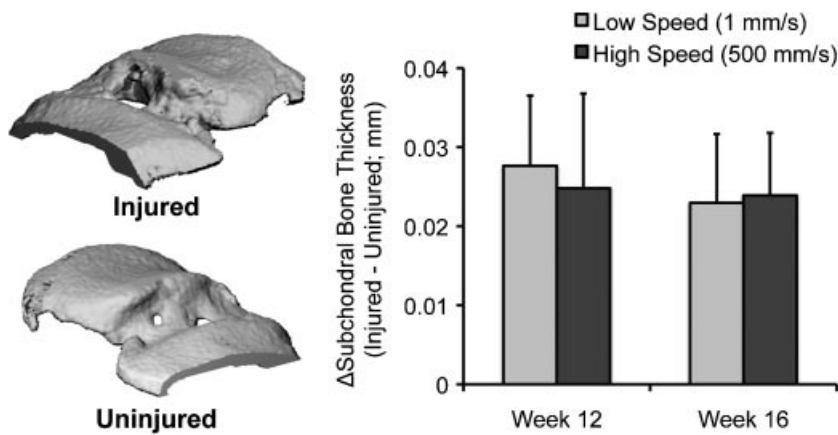 Injured
Uninjured
Low Speed (1 mm/s)
High Speed (500 mm/s)
ΔSubchondral Bone Thickness
(Injured - Uninjured; mm)
0.04
0.03
0.02
0.01
0
Week 12
Week 16